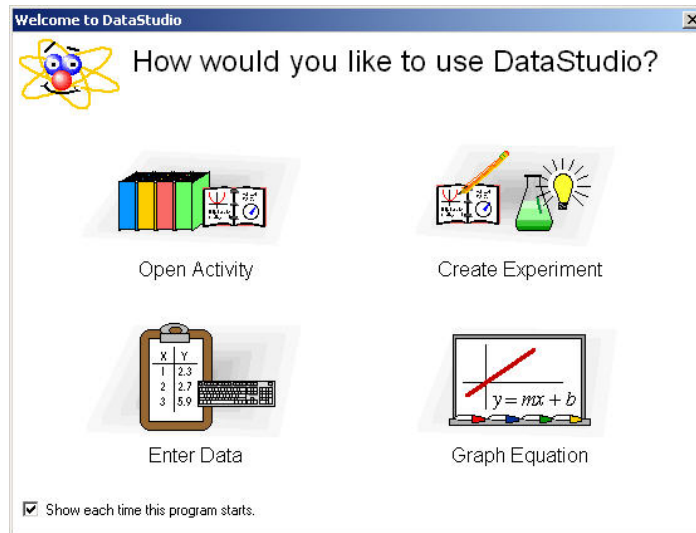 Welcome to DataStudio
How would you like to use DataStudio?
Open Activity
Create Experiment
X Y
1 2.3
2 2.7
3 5.9
y = mx + b
Enter Data
Graph Equation
Show each time this program starts.